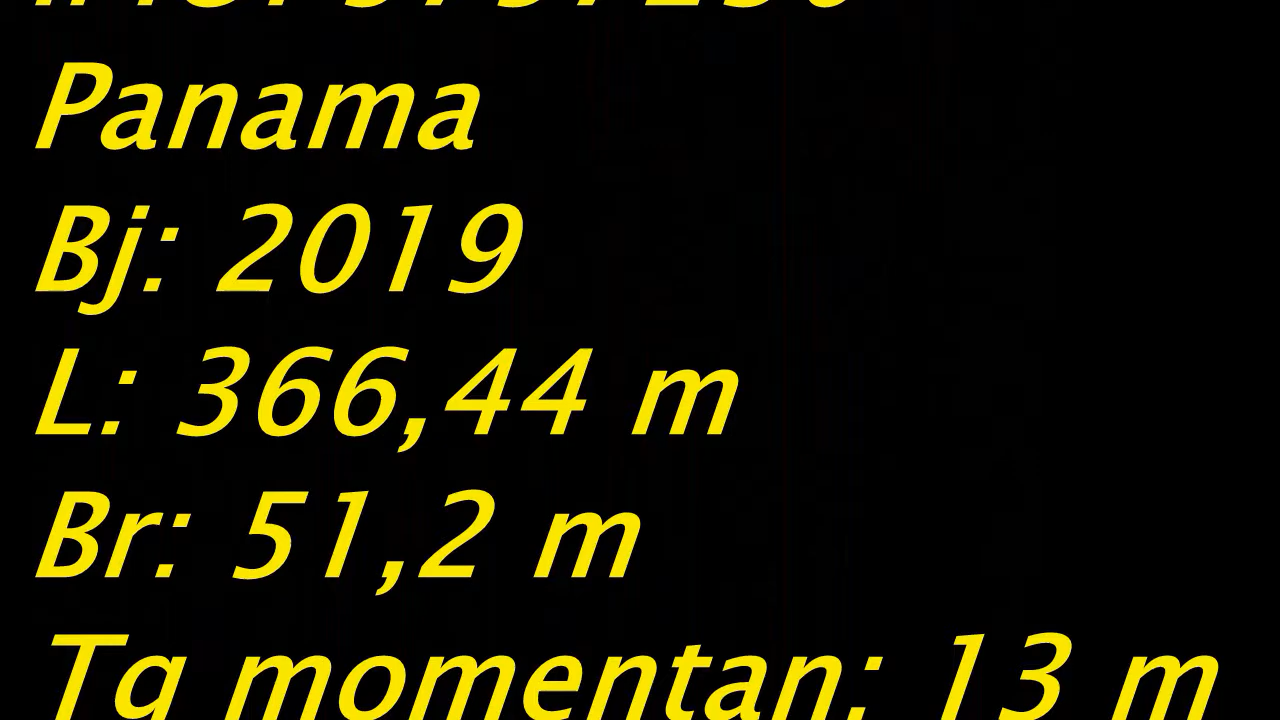 Panama
Bj: 2019
L: 366,44 m
Br: 51,2 m
Tg momentan: 13 m